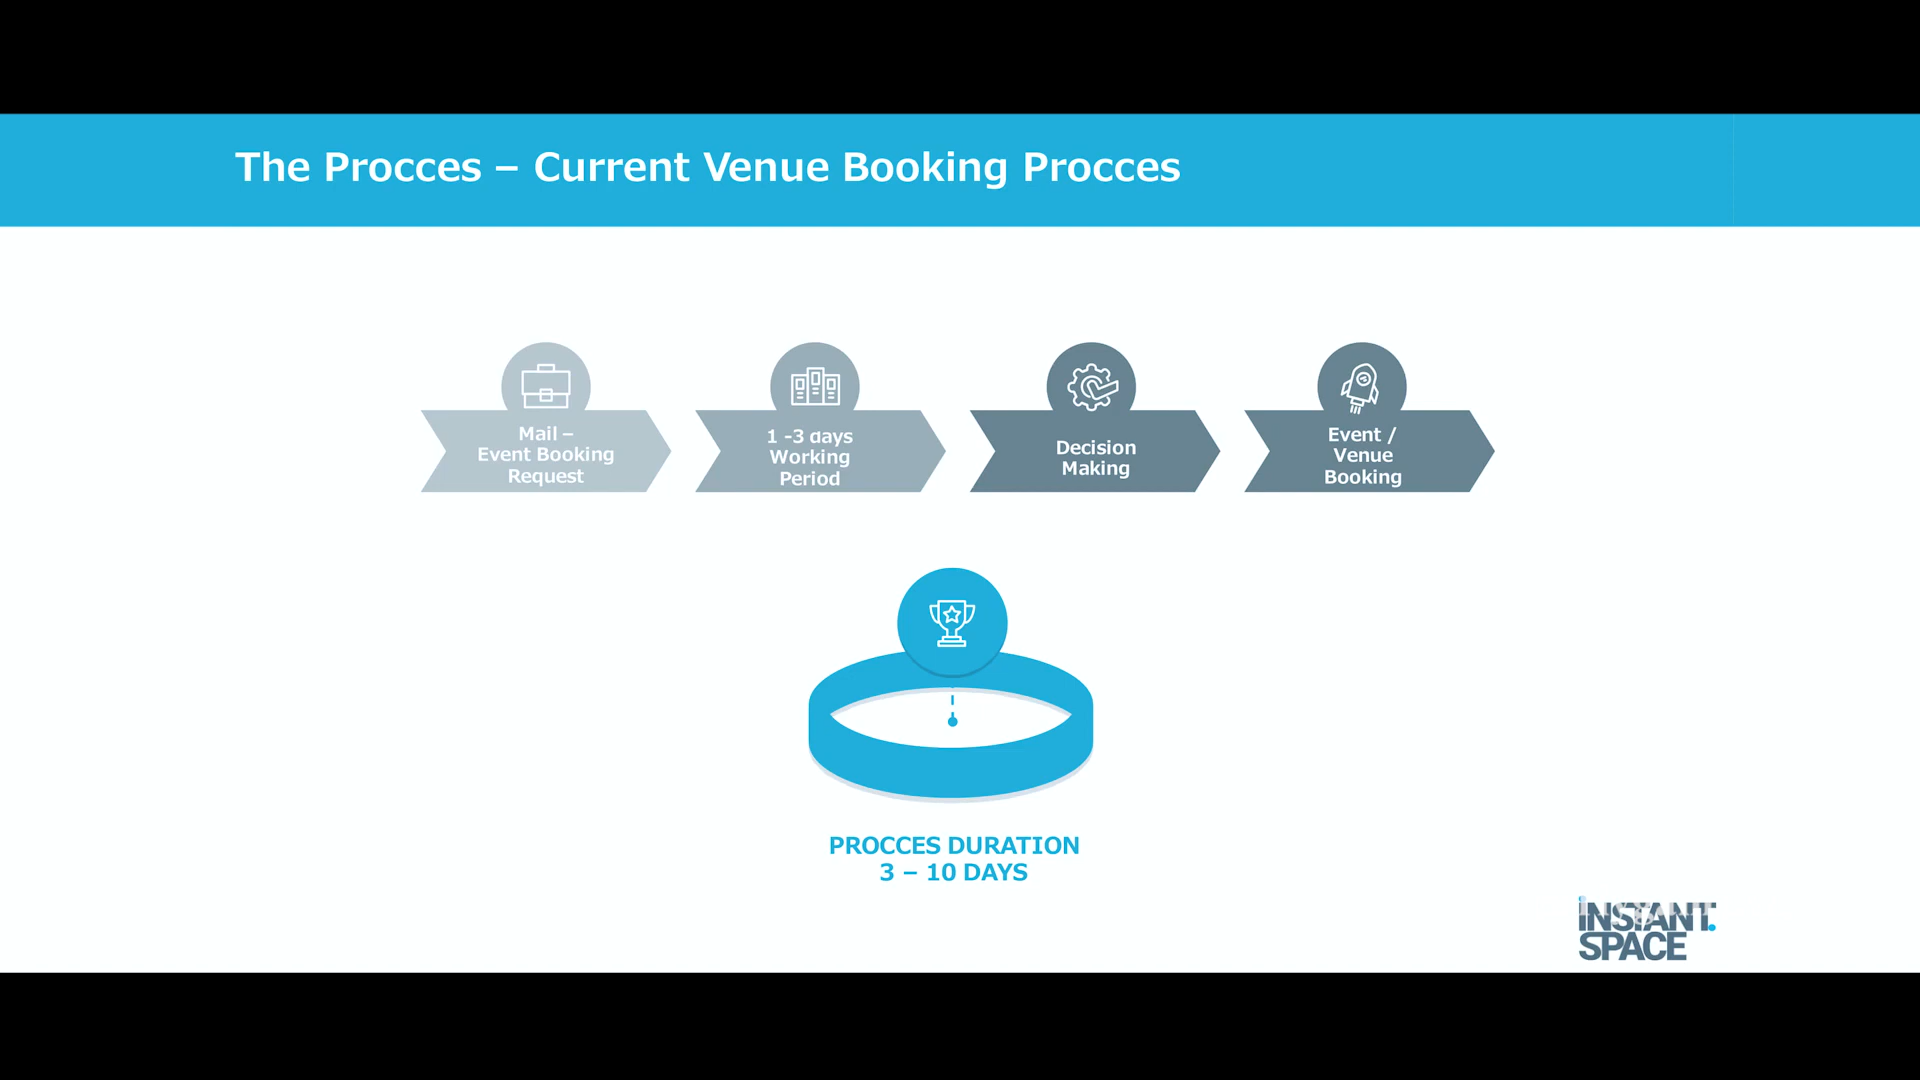 The Procces – Current Venue Booking Procces
Mail –
Event Booking
Request
1 -3 days
Working
Period
Decision
Making
Event /
Venue
Booking
PROCCES DURATION
3 – 10 DAYS
iNSTANT.
SPACE